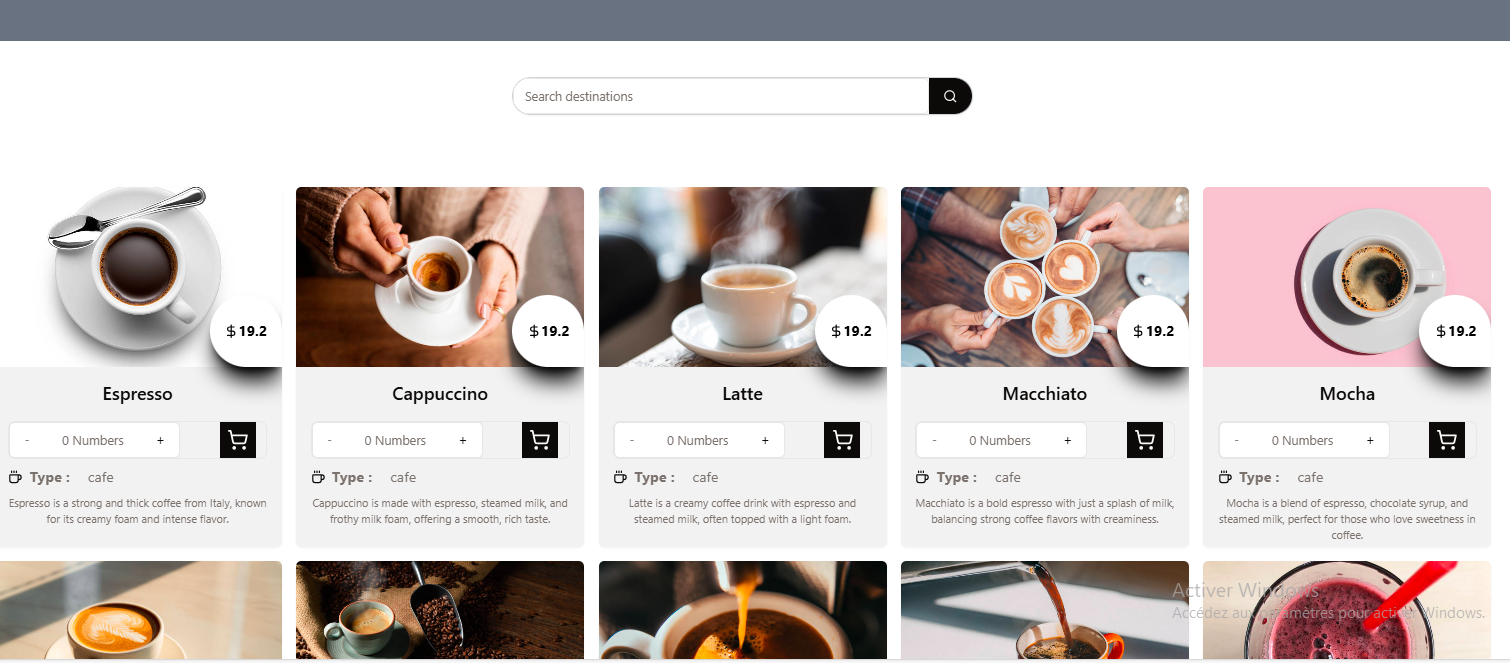 Search destinations
$ 19.2
$ 19.2
$ 19.2
$ 19.2
$ 19.2
Espresso
Cappuccino
Latte
Macchiato
Mocha
- 0 Numbers +
- 0 Numbers +
- 0 Numbers +
- 0 Numbers +
- 0 Numbers +
Type : cafe
Type : cafe
Type : cafe
Type : cafe
Type : cafe
Espresso is a strong and thick coffee from Italy, known
for its creamy foam and intense flavor.
Cappuccino is made with espresso, steamed milk, and
frothy milk foam, offering a smooth, rich taste.
Latte is a creamy coffee drink with espresso and
steamed milk, often topped with a light foam.
Macchiato is a bold espresso with just a splash of milk,
balancing strong coffee flavors with creaminess.
Mocha is a blend of espresso, chocolate syrup, and
steamed milk, perfect for those who love sweetness in
coffee.
Activer Windows
Accédez aux paramètres pour activer Windows.